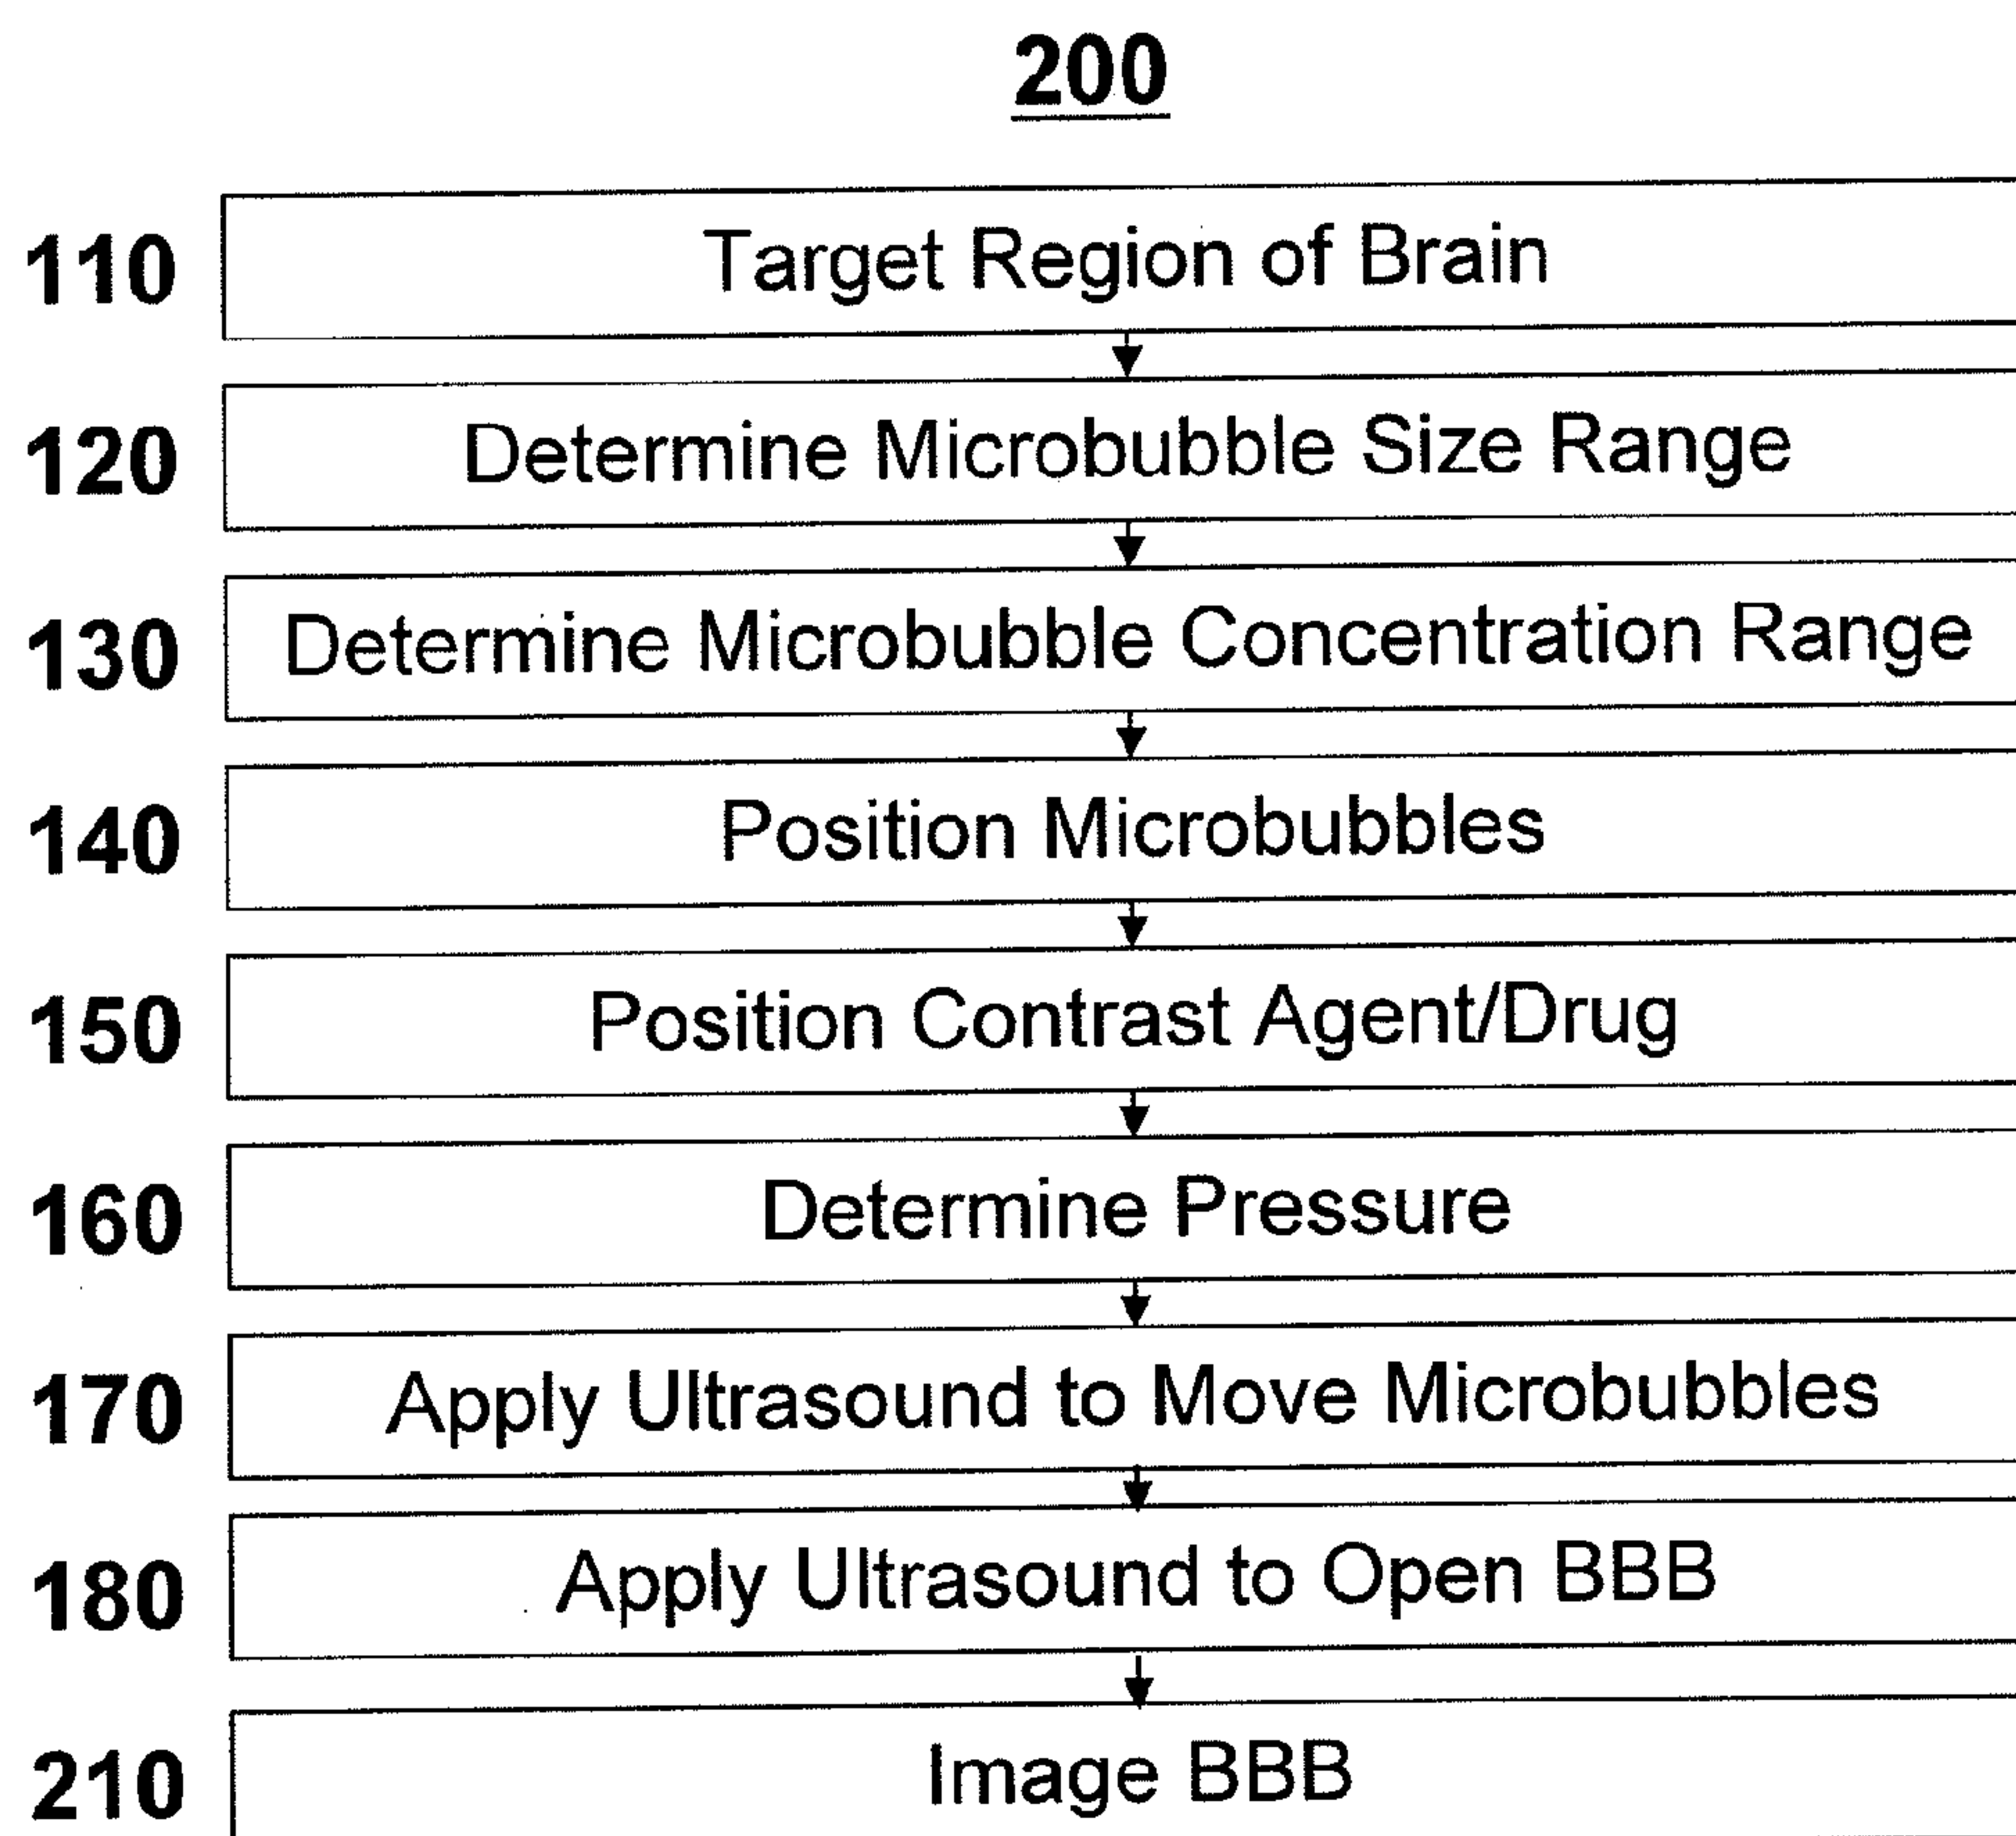 200
110 Target Region of Brain
120 Determine Microbubble Size Range
130 Determine Microbubble Concentration Range
140 Position Microbubbles
150 Position Contrast Agent/Drug
160 Determine Pressure
170 Apply Ultrasound to Move Microbubbles
180 Apply Ultrasound to Open BBB
210 Image BBB